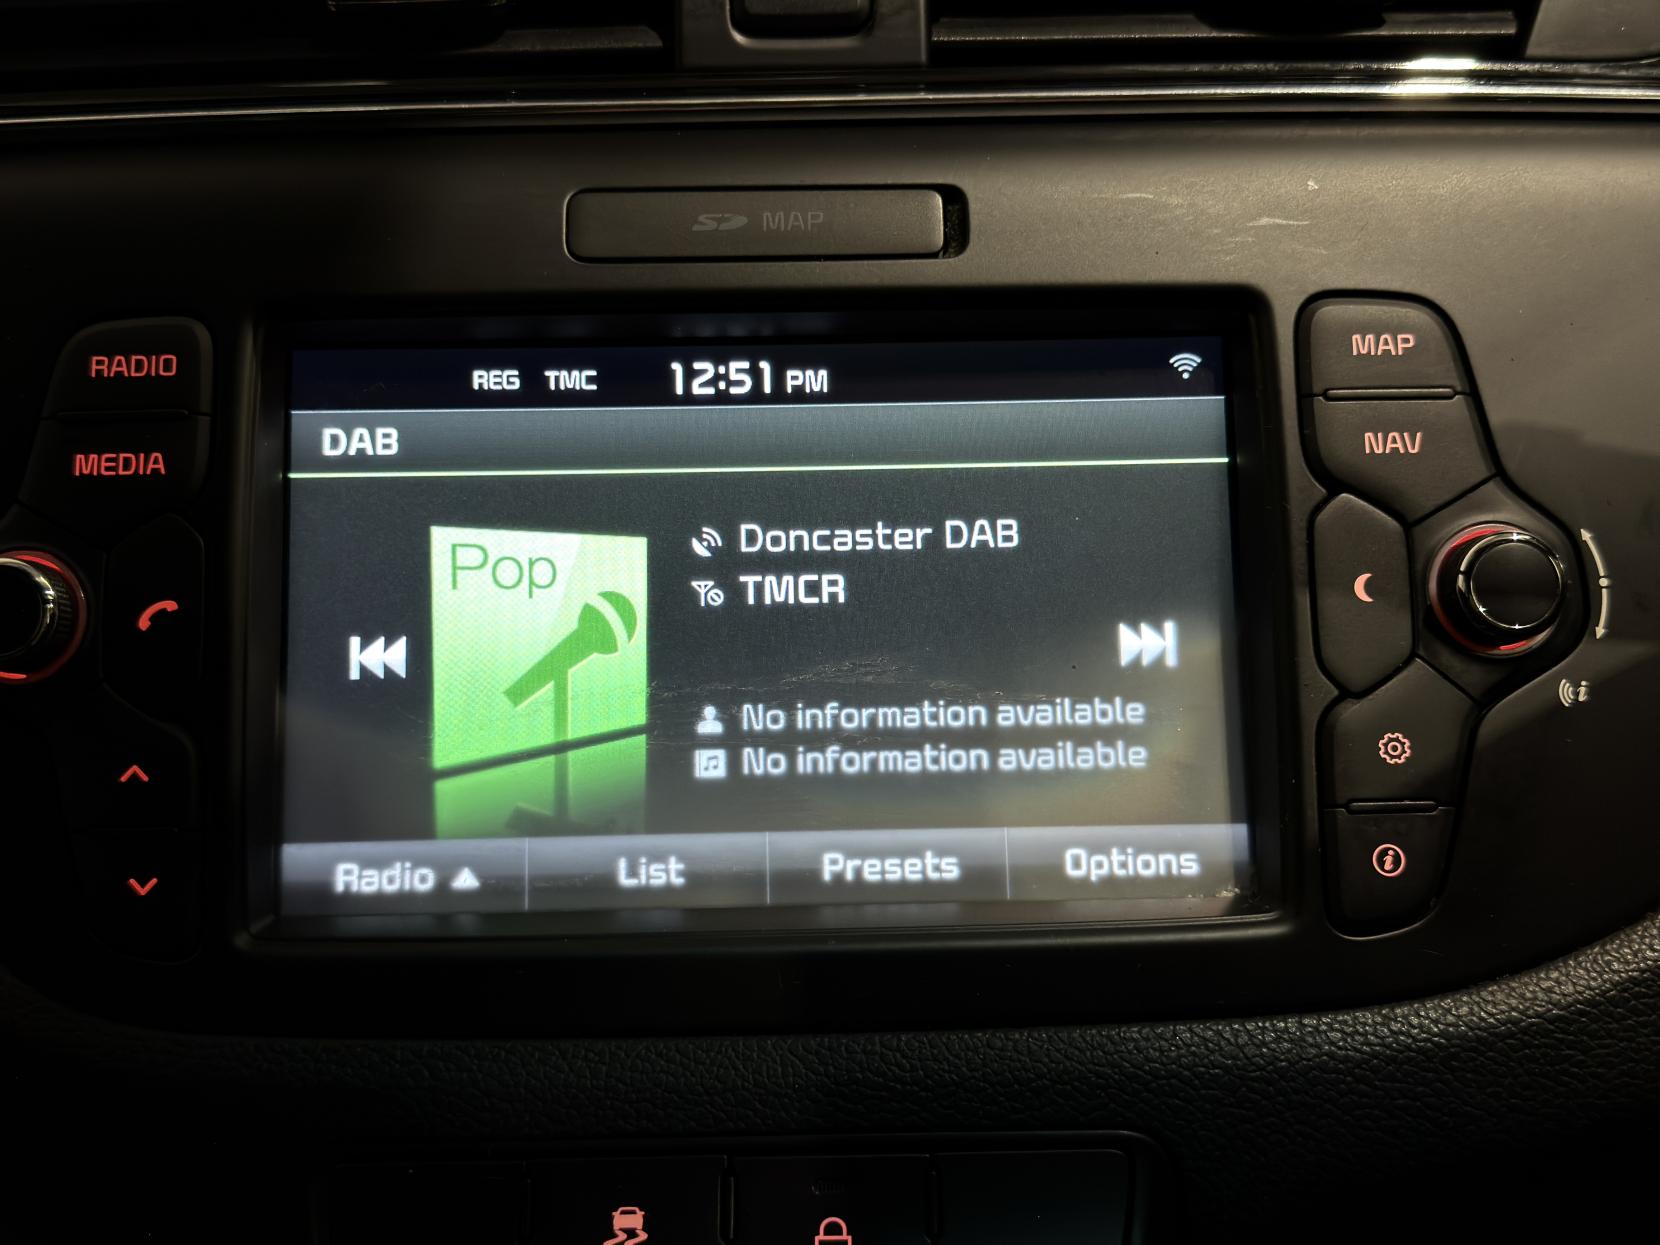 SD MAP
RADIO
MEDIA
MAP
NAV
REG TMC 12:51 PM
DAB
Pop
Doncaster DAB
TMCR
No information available
No information available
Radio ▲
List
Presets
Options